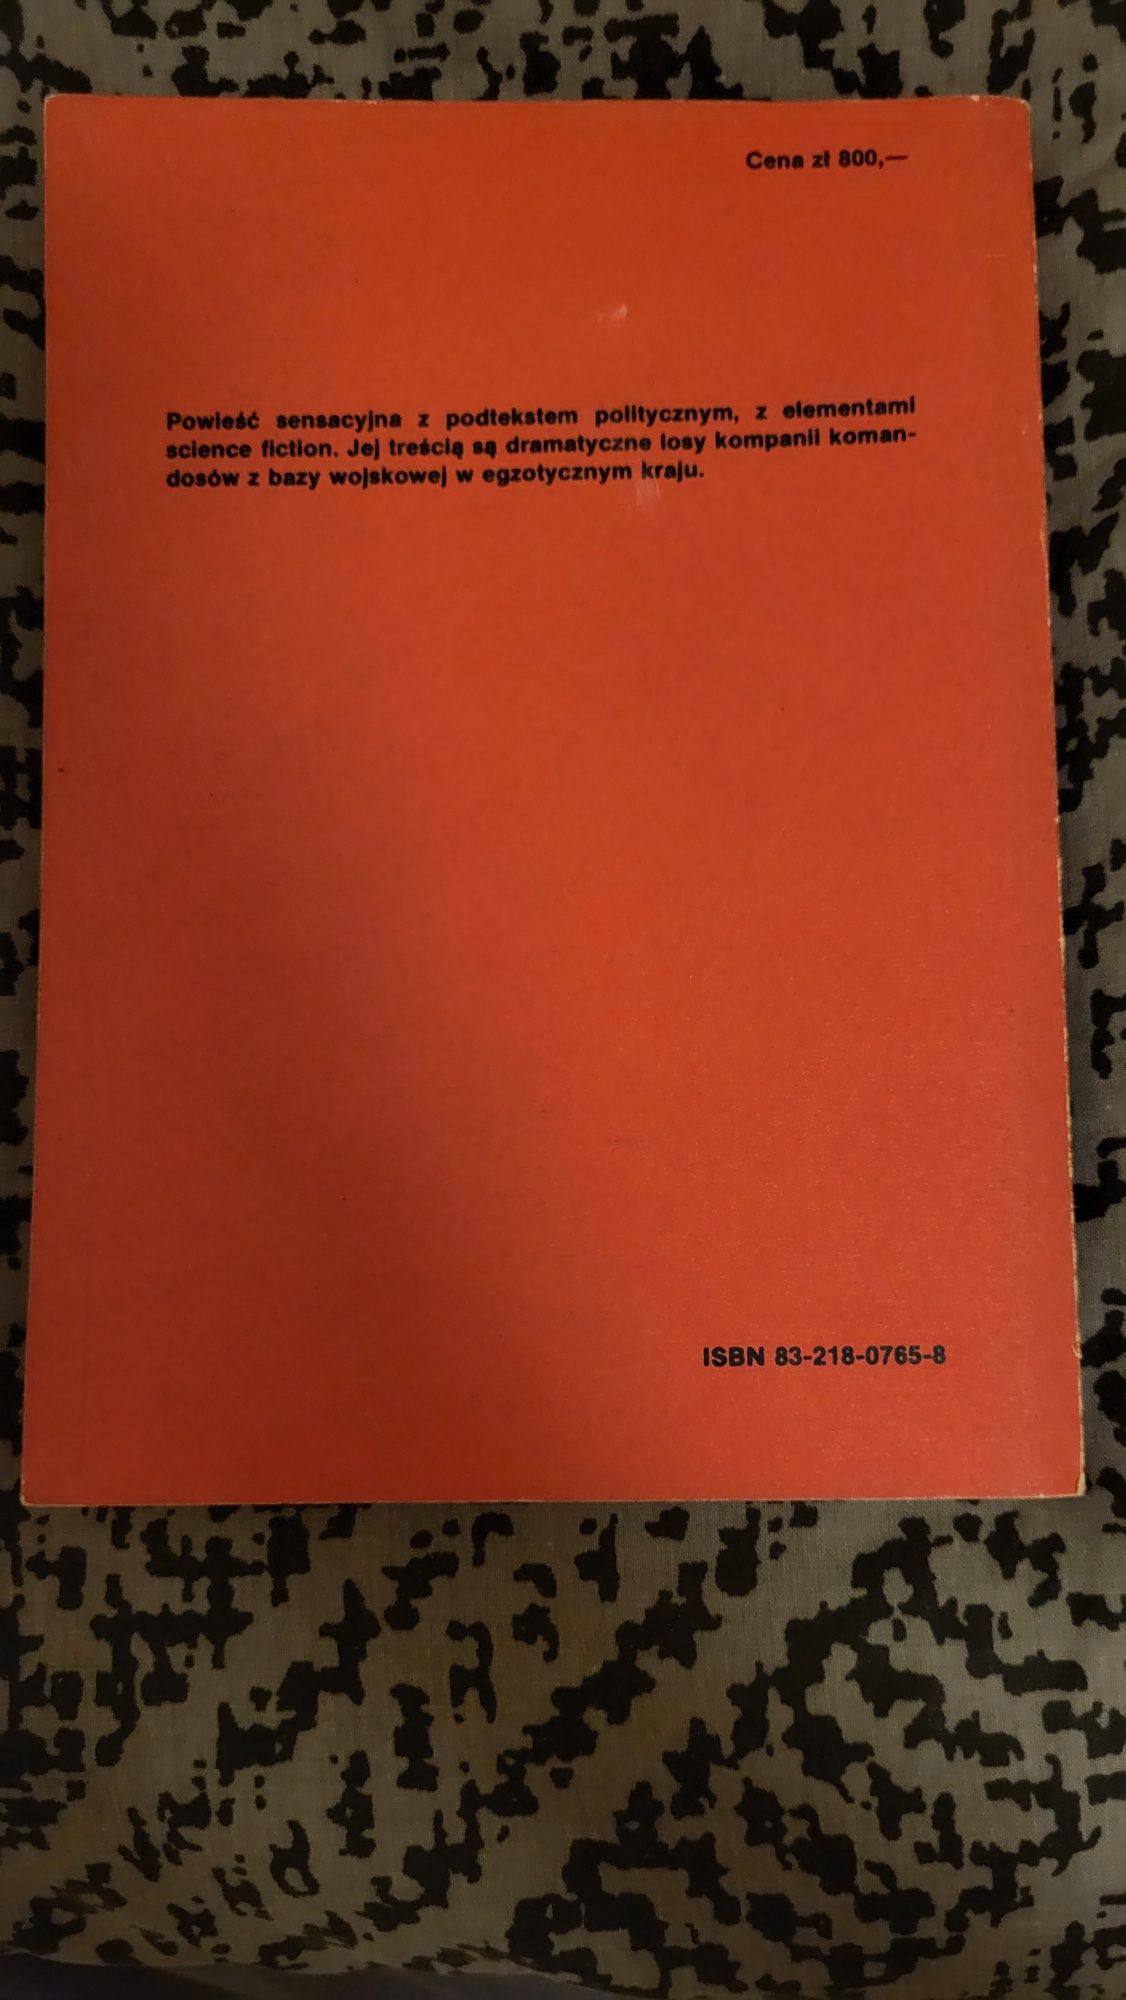 Cena zł 800,—
Powieść sensacyjna z podtekstem politycznym, z elementami
science fiction. Jej treścią są dramatyczne losy kompanii koman-
dosów z bazy wojskowej w egzotycznym kraju.
ISBN 83-218-0765-8